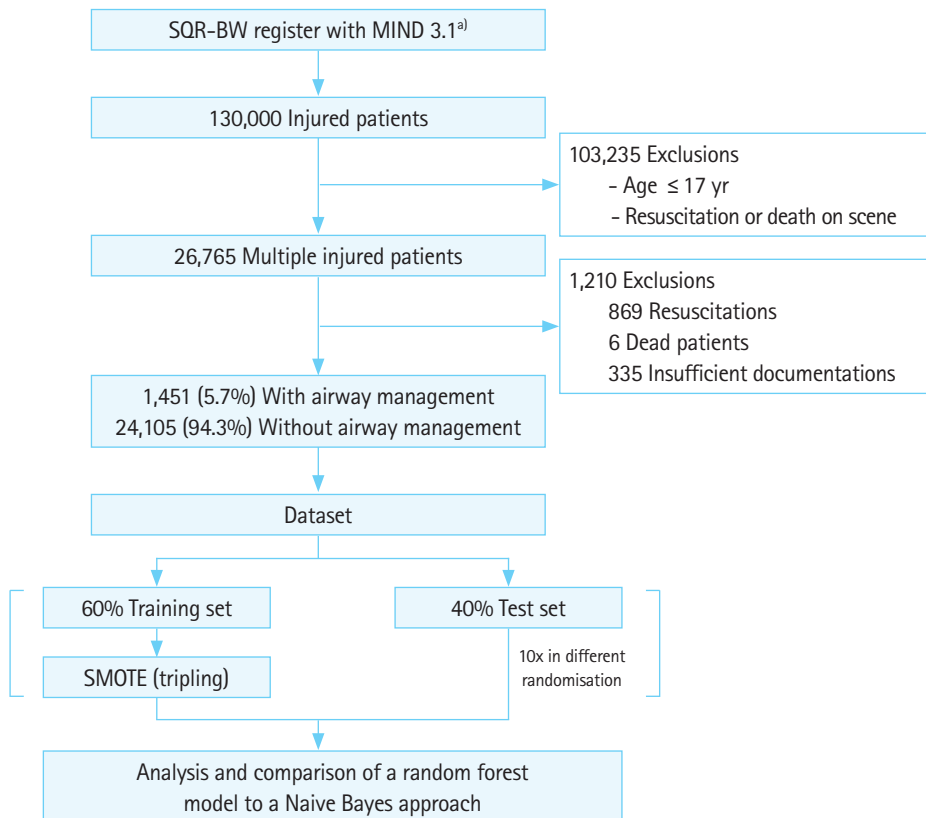 SQR-BW register with MIND 3.1a)
130,000 Injured patients
103,235 Exclusions
- Age ≤ 17 yr
- Resuscitation or death on scene
26,765 Multiple injured patients
1,210 Exclusions
869 Resuscitations
6 Dead patients
335 Insufficient documentations
1,451 (5.7%) With airway management
24,105 (94.3%) Without airway management
Dataset
60% Training set
40% Test set
SMOTE (tripling)
10x in different
randomisation
Analysis and comparison of a random forest
model to a Naive Bayes approach